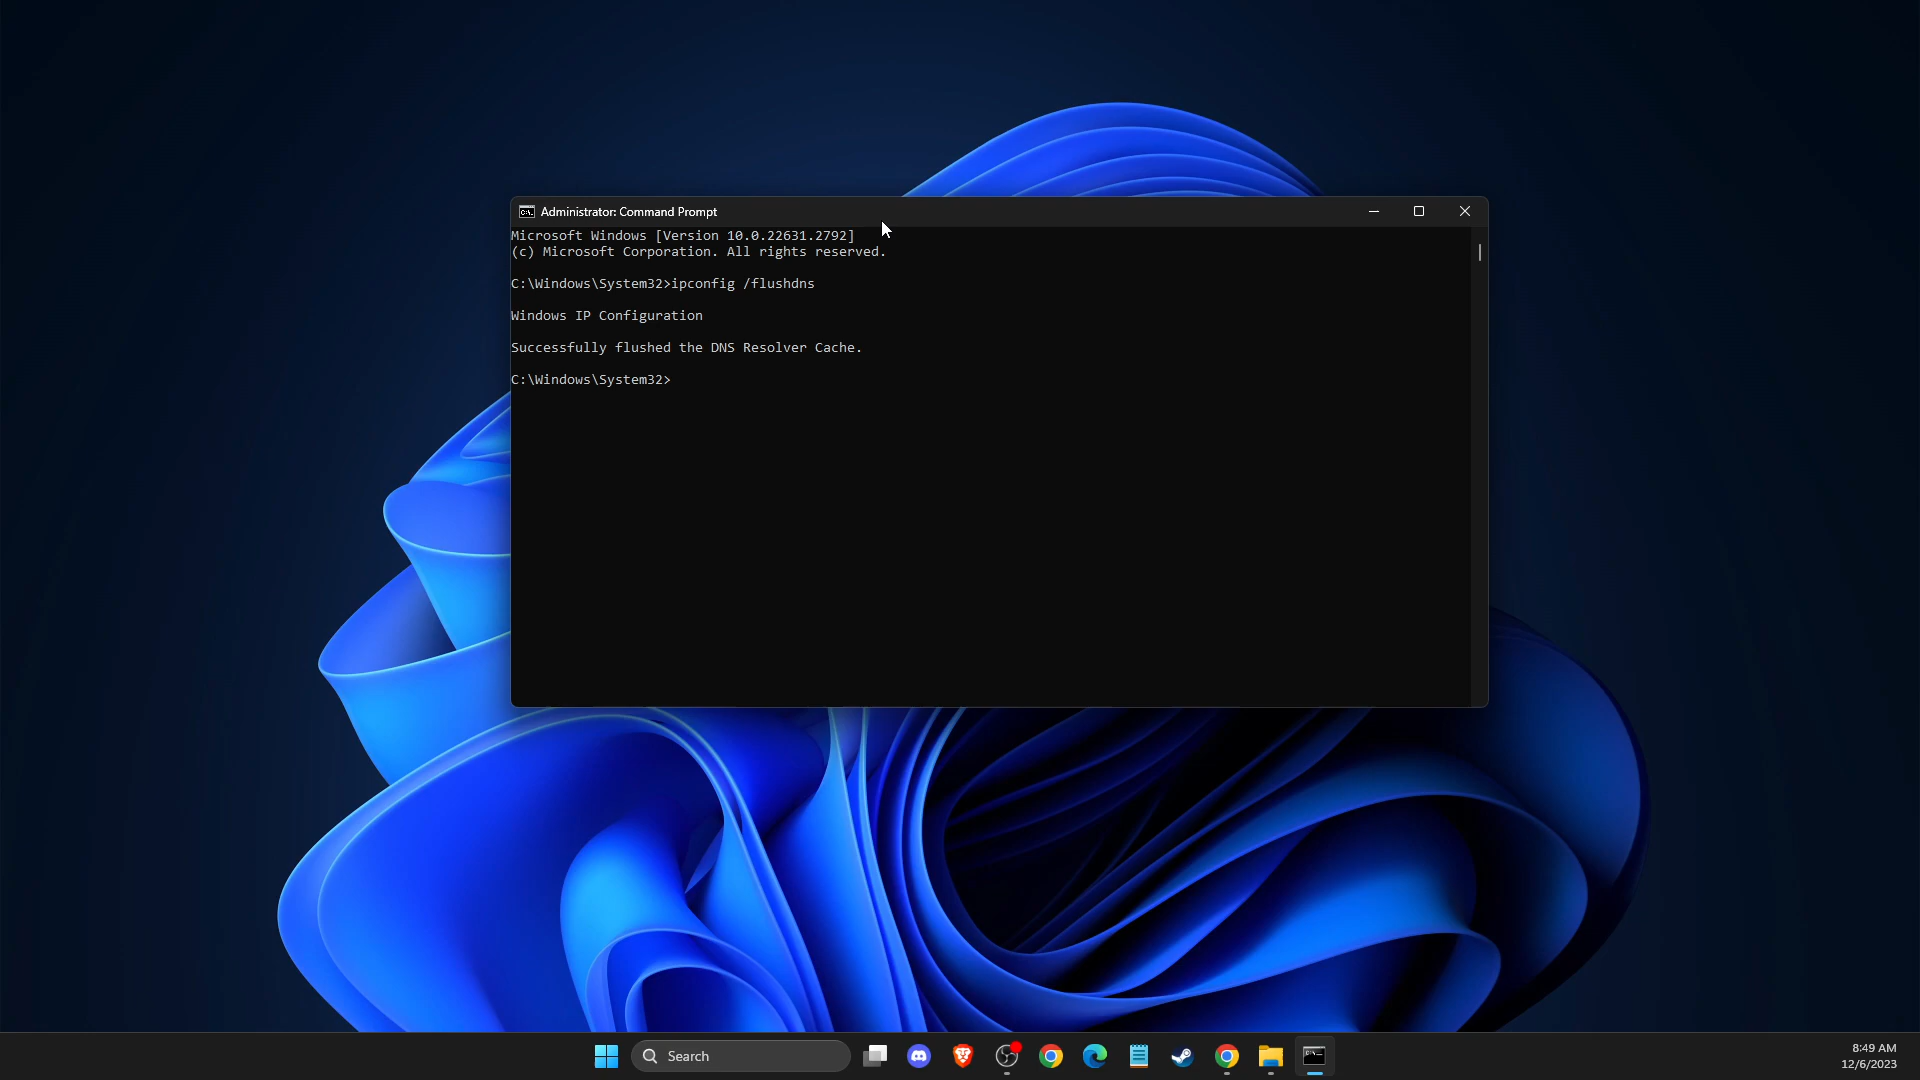 Administrator: Command Prompt
Microsoft Windows [Version 10.0.22631.2792]
(c) Microsoft Corporation. All rights reserved.
C:\Windows\System32>ipconfig /flushdns
Windows IP Configuration
Successfully flushed the DNS Resolver Cache.
C:\Windows\System32>
Search
8:49 AM
12/6/2023